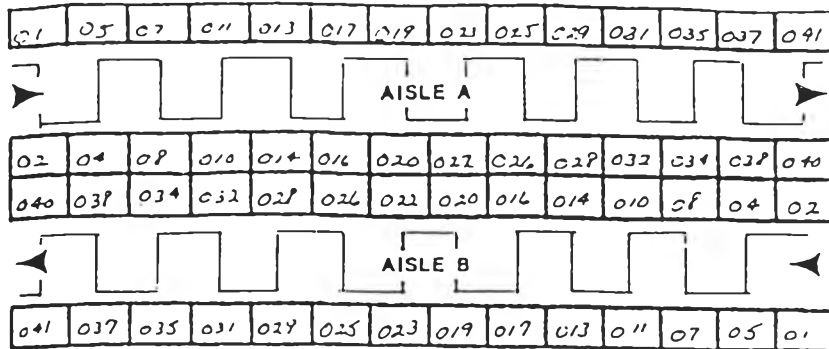 01 05 07 011 013 017 019 023 025 029 031 035 037 041
AISLE A
02 04 08 010 014 016 020 022 026 028 032 034 038 040
040 038 034 032 028 026 022 020 016 014 010 08 04 02
AISLE B
041 037 035 031 029 025 023 019 017 013 011 07 05 01